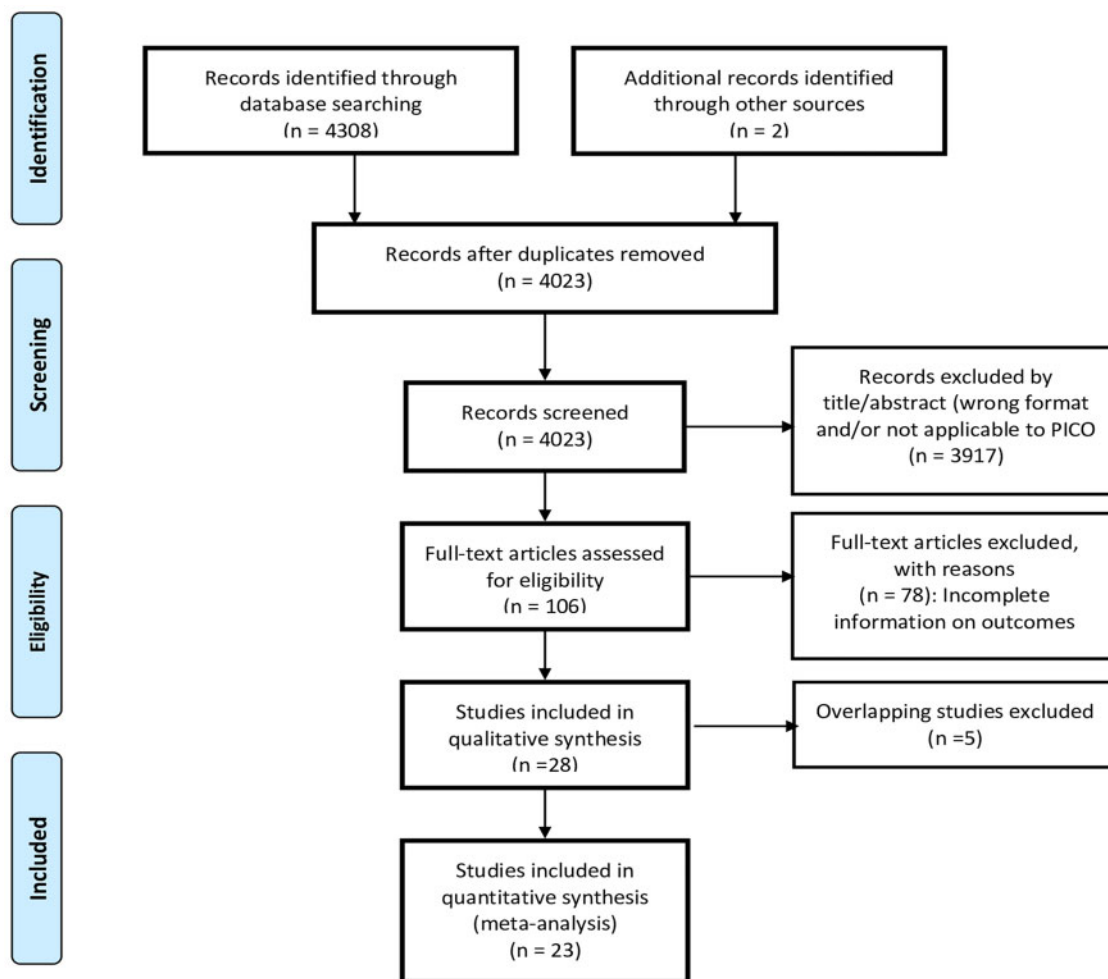 Identification
Records identified through
database searching
(n = 4308)
Additional records identified
through other sources
(n = 2)
Records after duplicates removed
(n = 4023)
Screening
Records screened
(n = 4023)
Records excluded by
title/abstract (wrong format
and/or not applicable to PICO
(n = 3917)
Eligibility
Full-text articles assessed
for eligibility
(n = 106)
Full-text articles excluded,
with reasons
(n = 78): Incomplete
information on outcomes
Studies included in
qualitative synthesis
(n =28)
Overlapping studies excluded
(n =5)
Included
Studies included in
quantitative synthesis
(meta-analysis)
(n = 23)